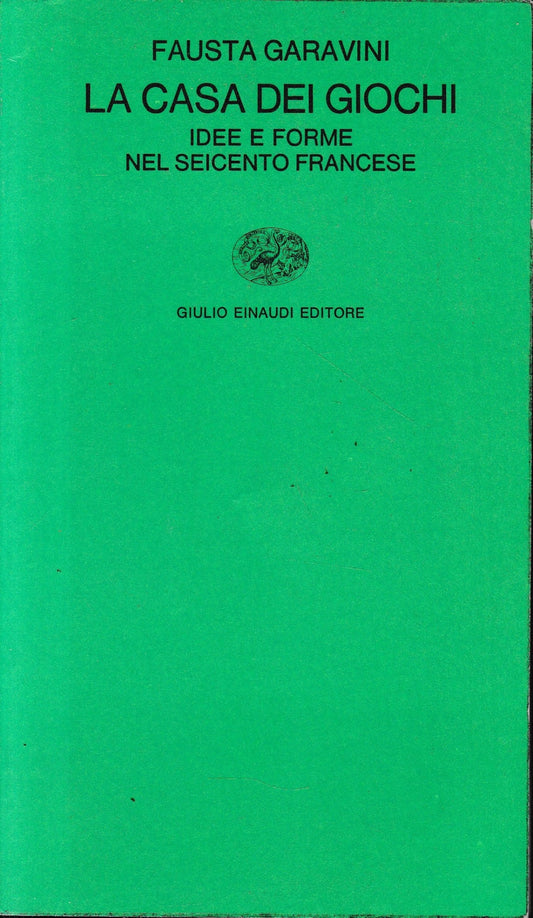 FAUSTA GARAVINI
LA CASA DEI GIOCHI
IDEE E FORME
NEL SEICENTO FRANCESE
GIULIO EINAUDI EDITORE